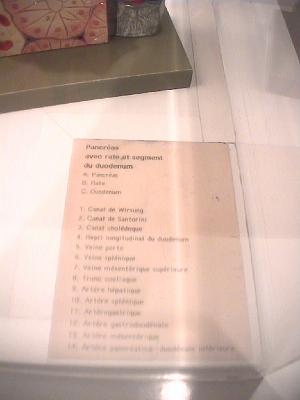 Pancréas
avec rate et segment
du duodenum
A. Pancréas
B. Rate
C. Duodenum
1. Canal de Wirsung
2. Canal de Santorini
3. Canal cholédoque
4. Repli longitudinal du duodenum
5. Veine porte
6. Veine splénique
7. Veine mésentérique supérieure
8. Tronc coeliaque
9. Artère hépatique
10. Artère splénique
11. Artère gastrique
12. Artère gastroduodénale
13. Artère mésentérique
14. Artère pancréatico-duodénale inférieure